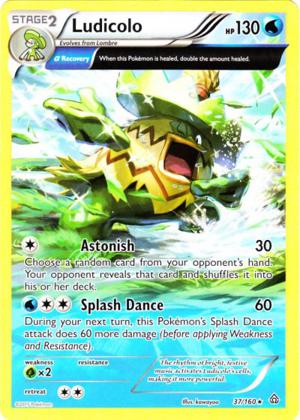 STAGE2
Ludicolo
HP 130
Evolves from Lombre
α Recovery When this Pokémon is healed, double the amount healed.
Astonish 30
Choose a random card from your opponent's hand.
Your opponent reveals that card and shuffles it into
his or her deck.
Splash Dance 60
During your next turn, this Pokémon's Splash Dance
attack does 60 more damage (before applying Weakness
and Resistance).
weakness
×2
resistance
The rhythm of bright, festive
music activates Ludicolo's cells,
making it more powerful.
retreat
Illus. kawayoo
37/160
©2015 Pokémon